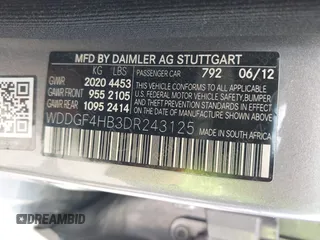 MFD BY DAIMLER AG STUTTGART
KG LBS PASSENGER CAR 792 06/12
GVWR 2020 4453
GAWR FRONT 955 2105
GAWR REAR 1095 2414
THIS VEHICLE CONFORMS TO ALL APPLICABLE
U.S. FEDERAL MOTOR VEHICLE SAFETY, BUMPER,
AND THEFT PREVENTION STANDARDS IN EFFECT
ON THE DATE OF MANUFACTURE SHOWN ABOVE.
WDDGF4HB3DR243125
MADE IN SOUTH AFRICA
DREAMBID